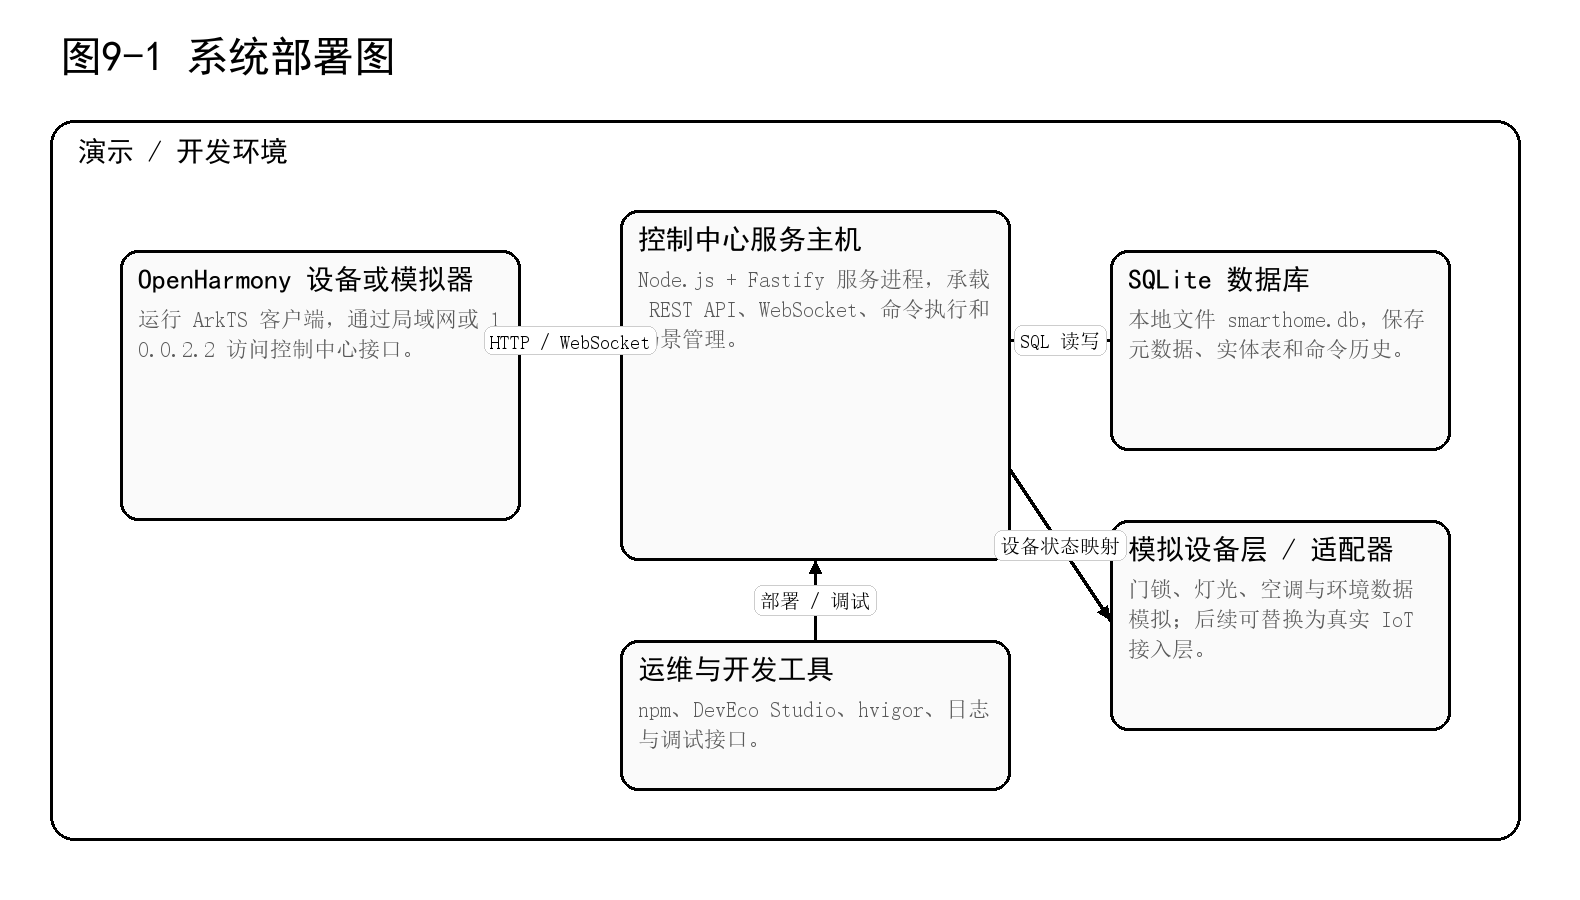 图9-1 系统部署图
演示 / 开发环境
OpenHarmony 设备或模拟器
运行 ArkTS 客户端，通过局域网或 1
0.0.2.2 访问控制中心接口。
HTTP / WebSocket
控制中心服务主机
Node.js + Fastify 服务进程，承载
REST API、WebSocket、命令执行和
景管理。
SQL 读写
SQLite 数据库
本地文件 smarthome.db，保存
元数据、实体表和命令历史。
设备状态映射
模拟设备层 / 适配器
门锁、灯光、空调与环境数据
模拟；后续可替换为真实 IoT
接入层。
部署 / 调试
运维与开发工具
npm、DevEco Studio、hvigor、日志
与调试接口。